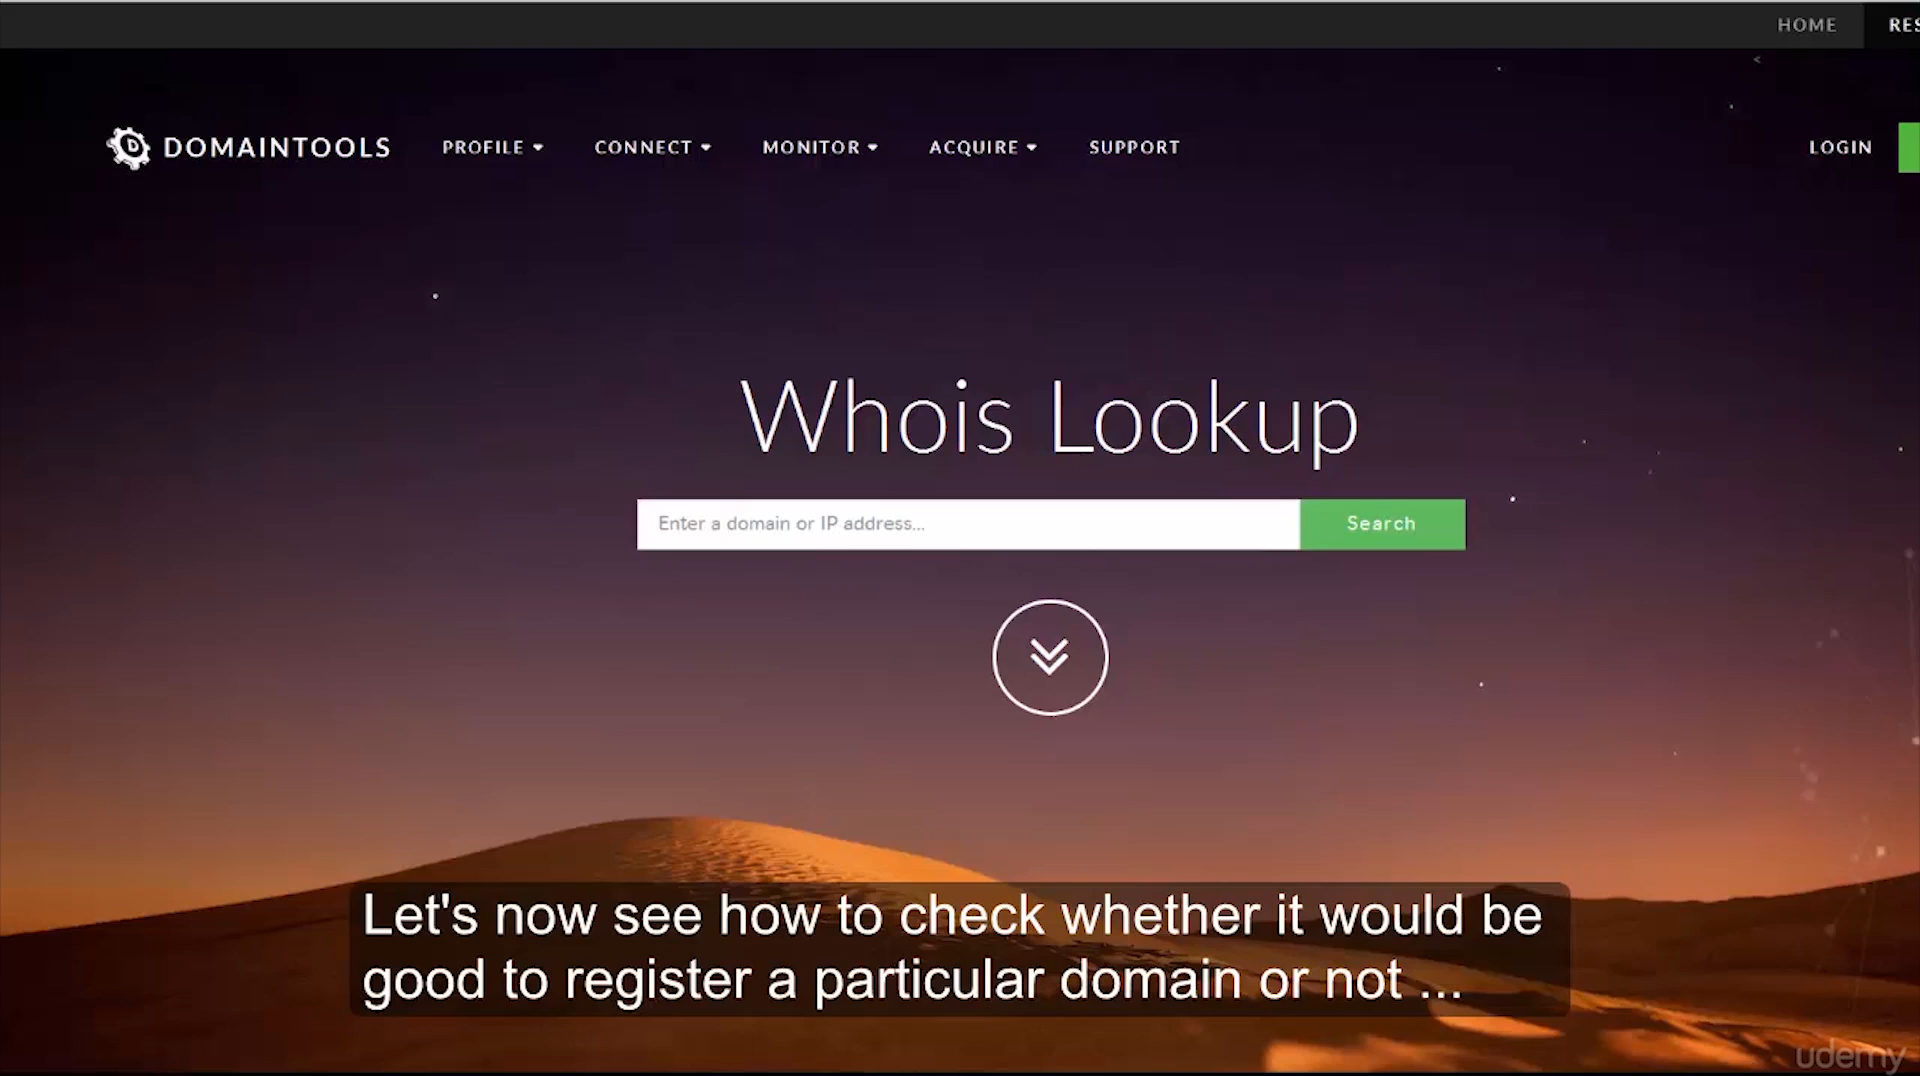 HOME
DOMAINTOOLS PROFILE CONNECT MONITOR ACQUIRE SUPPORT LOGIN
Whois Lookup
Enter a domain or IP address... Search
Let's now see how to check whether it would be
good to register a particular domain or not ...
udemy